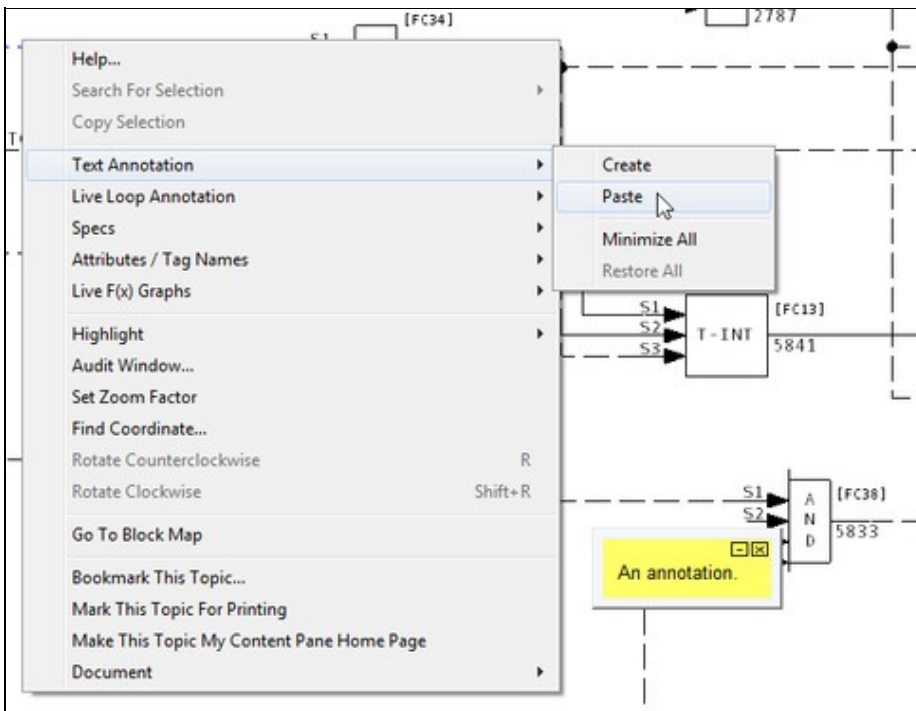 [FC34]
2787
S1
Help...
Search For Selection
Copy Selection
Text Annotation
Create
Live Loop Annotation
Paste
Specs
Minimize All
Attributes / Tag Names
Restore All
Live F(x) Graphs
S1
[FC13]
S2
T-INT
5841
S3
Highlight
Audit Window...
Set Zoom Factor
Find Coordinate...
Rotate Counterclockwise R
Rotate Clockwise Shift+R
S1
A
[FC38]
S2
N
5833
D
Go To Block Map
An annotation.
Bookmark This Topic...
Mark This Topic For Printing
Make This Topic My Content Pane Home Page
Document